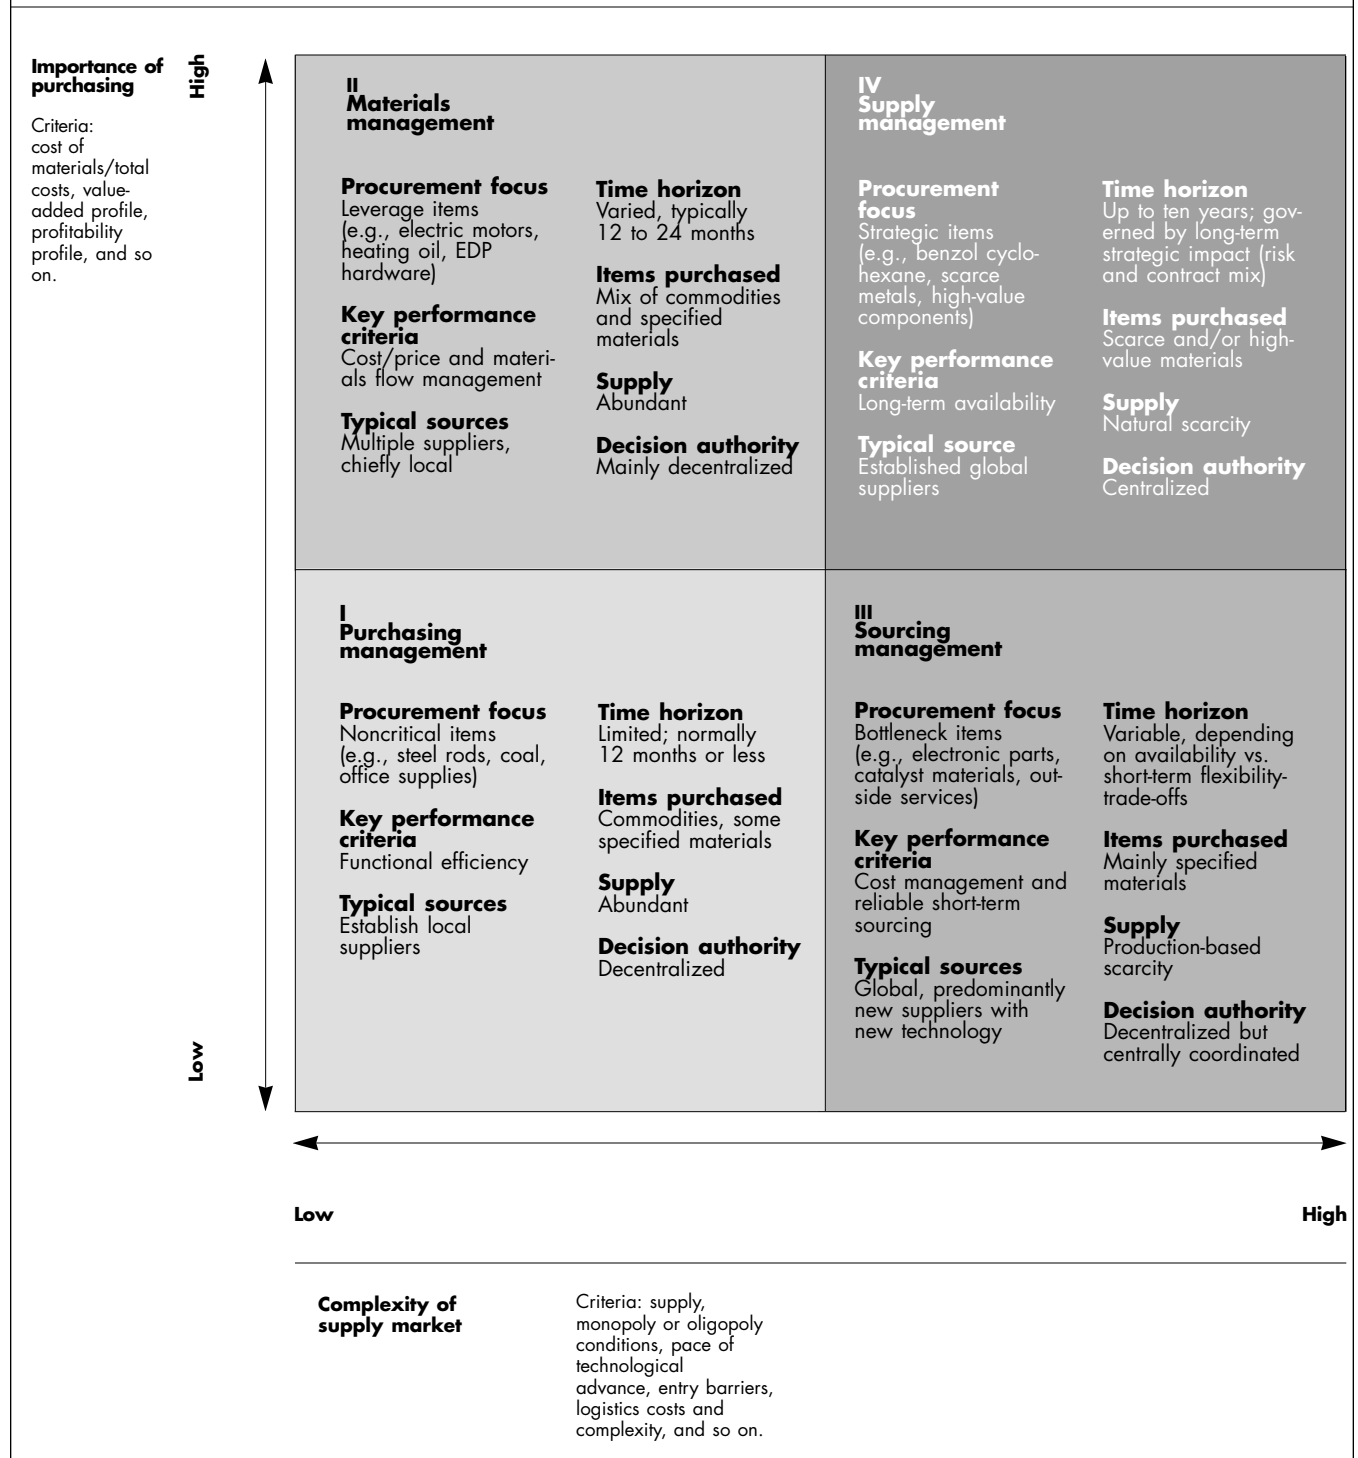 Importance of
purchasing
Criteria:
cost of
materials/total
costs, value-
added profile,
profitability
profile, and so
on.
High
Low
II
Materials
management
Procurement focus
Leverage items
(e.g., electric motors,
heating oil, EDP
hardware)
Key performance
criteria
Cost/price and materi-
als flow management
Typical sources
Multiple suppliers,
chiefly local
Time horizon
Varied, typically
12 to 24 months
Items purchased
Mix of commodities
and specified
materials
Supply
Abundant
Decision authority
Mainly decentralized
IV
Supply
management
Procurement
focus
Strategic items
(e.g., benzol cyclo-
hexane, scarce
metals, high-value
components)
Key performance
criteria
Long-term availability
Typical source
Established global
suppliers
Time horizon
Up to ten years; gov-
erned by long-term
strategic impact (risk
and contract mix)
Items purchased
Scarce and/or high-
value materials
Supply
Natural scarcity
Decision authority
Centralized
I
Purchasing
management
Procurement focus
Noncritical items
(e.g., steel rods, coal,
office supplies)
Key performance
criteria
Functional efficiency
Typical sources
Establish local
suppliers
Time horizon
Limited; normally
12 months or less
Items purchased
Commodities, some
specified materials
Supply
Abundant
Decision authority
Decentralized
III
Sourcing
management
Procurement focus
Bottleneck items
(e.g., electronic parts,
catalyst materials, out-
side services)
Key performance
criteria
Cost management and
reliable short-term
sourcing
Typical sources
Global, predominantly
new suppliers with
new technology
Time horizon
Variable, depending
on availability vs.
short-term flexibility-
trade-offs
Items purchased
Mainly specified
materials
Supply
Production-based
scarcity
Decision authority
Decentralized but
centrally coordinated
Low
High
Complexity of
supply market
Criteria: supply,
monopoly or oligopoly
conditions, pace of
technological
advance, entry barriers,
logistics costs and
complexity, and so on.